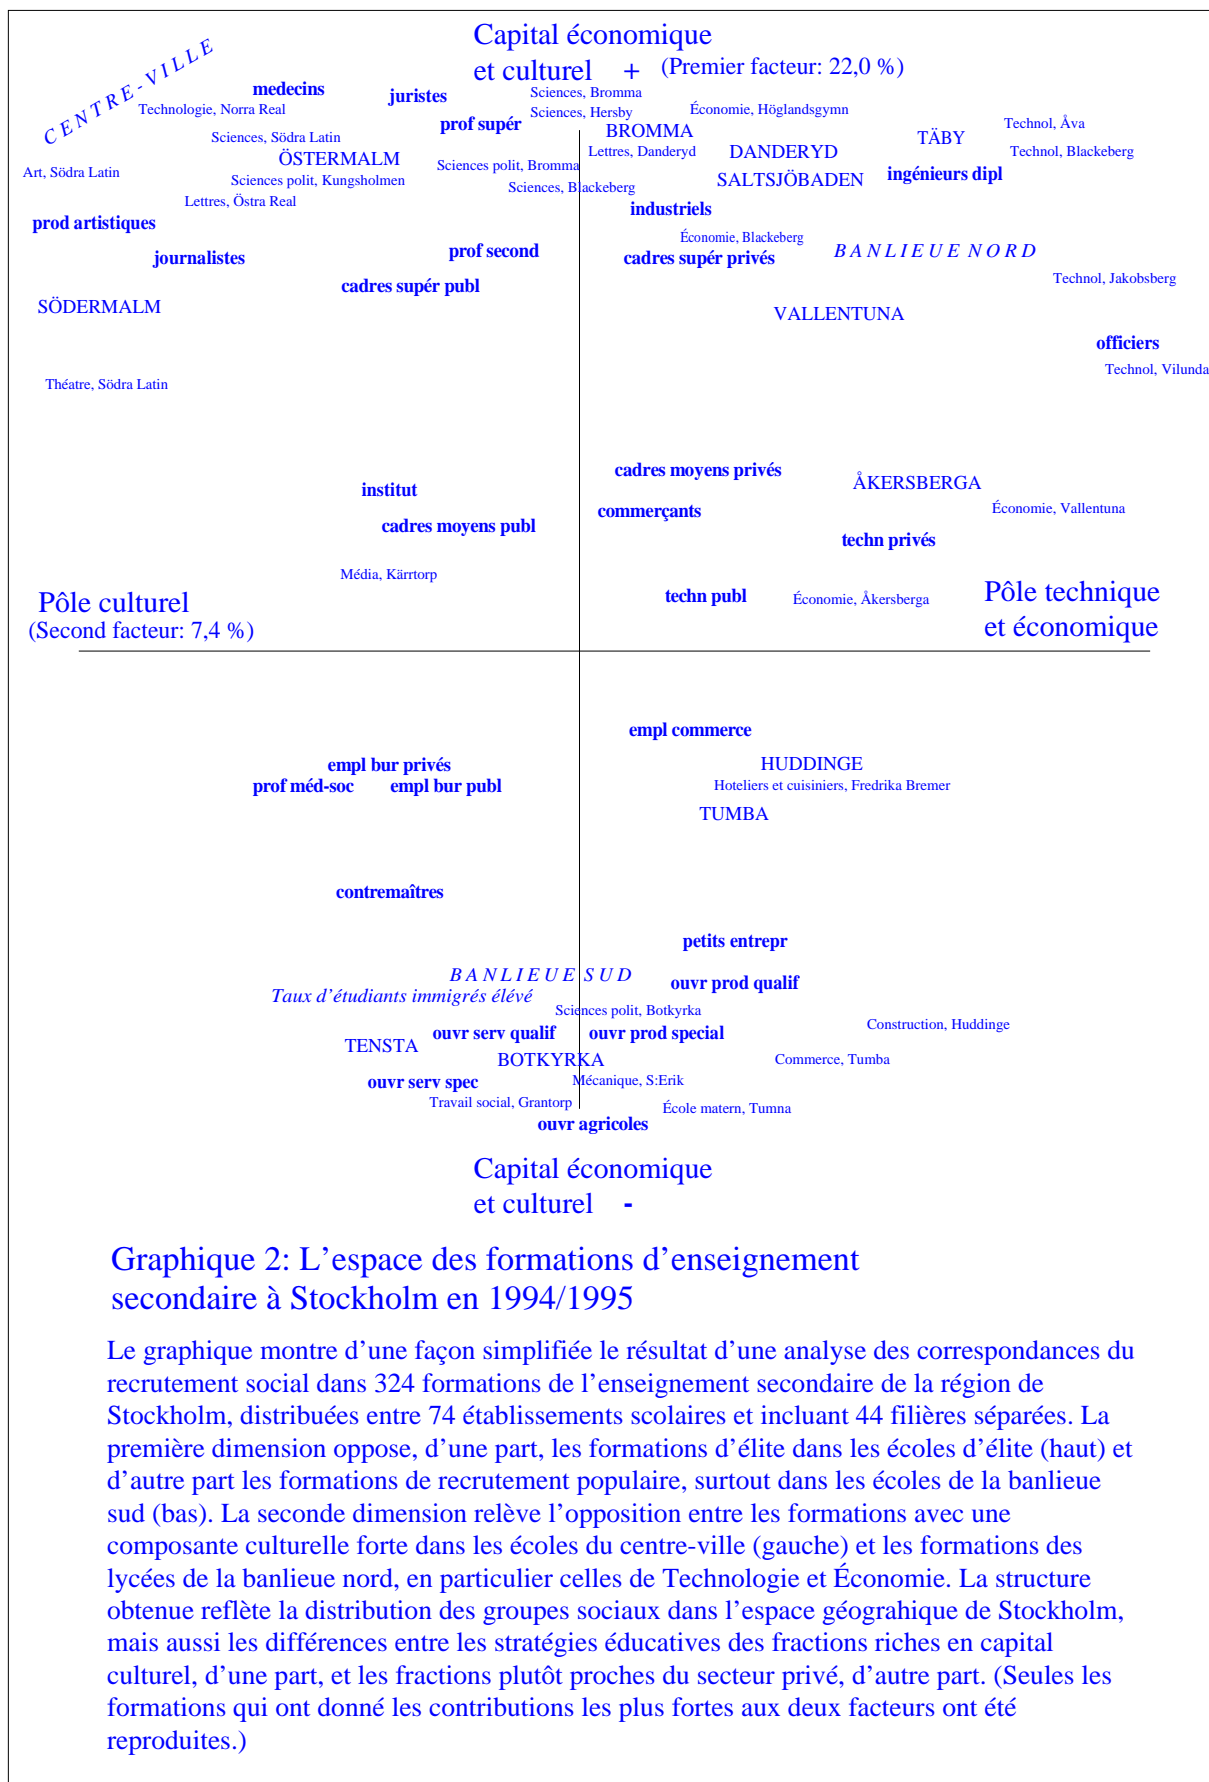 Capital économique
et culturel + (Premier facteur: 22,0 %)
CENTRE-VILLE
medecins
juristes
Sciences, Bromma
Technologie, Norra Real
Sciences, Hersby
Économie, Höglandsgymn
prof supér
BROMMA
Technol, Åva
Sciences, Södra Latin
TÄBY
ÖSTERMALM
Lettres, Danderyd
DANDERYD
Technol, Blackeberg
Art, Södra Latin
Sciences polit, Bromma
Sciences polit, Kungsholmen
Sciences, Blackeberg
SALTSJÖBADEN
ingénieurs dipl
Lettres, Östra Real
industriels
prod artistiques
Économie, Blackeberg
journalistes
prof second
cadres supér privés
BANLIEUE NORD
cadres supér publ
Technol, Jakobsberg
SÖDERMALM
VALLENTUNA
officiers
Technol, Vilunda
Théatre, Södra Latin
cadres moyens privés
ÅKERSBERGA
institut
commerçants
Économie, Vallentuna
cadres moyens publ
techn privés
Média, Kärrtorp
techn publ
Économie, Åkersberga
Pôle culturel
(Second facteur: 7,4 %)
Pôle technique
et économique
empl commerce
empl bur privés
HUDDINGE
prof méd-soc
empl bur publ
Hoteliers et cuisiniers, Fredrika Bremer
TUMBA
contremaîtres
petits entrepr
BANLIEUE SUD
ouvr prod qualif
Taux d'étudiants immigrés élévé
Sciences polit, Botkyrka
Construction, Huddinge
ouvr serv qualif
ouvr prod special
TENSTA
BOTKYRKA
Commerce, Tumba
ouvr serv spec
Mécanique, S:Erik
Travail social, Grantorp
École matern, Tumna
ouvr agricoles
Capital économique
et culturel -
Graphique 2: L'espace des formations d'enseignement
secondaire à Stockholm en 1994/1995
Le graphique montre d'une façon simplifiée le résultat d'une analyse des correspondances du
recrutement social dans 324 formations de l'enseignement secondaire de la région de
Stockholm, distribuées entre 74 établissements scolaires et incluant 44 filières séparées. La
première dimension oppose, d'une part, les formations d'élite dans les écoles d'élite (haut) et
d'autre part les formations de recrutement populaire, surtout dans les écoles de la banlieue
sud (bas). La seconde dimension relève l'opposition entre les formations avec une
composante culturelle forte dans les écoles du centre-ville (gauche) et les formations des
lycées de la banlieue nord, en particulier celles de Technologie et Économie. La structure
obtenue reflète la distribution des groupes sociaux dans l'espace géograhique de Stockholm,
mais aussi les différences entre les stratégies éducatives des fractions riches en capital
culturel, d'une part, et les fractions plutôt proches du secteur privé, d'autre part. (Seules les
formations qui ont donné les contributions les plus fortes aux deux facteurs ont été
reproduites.)